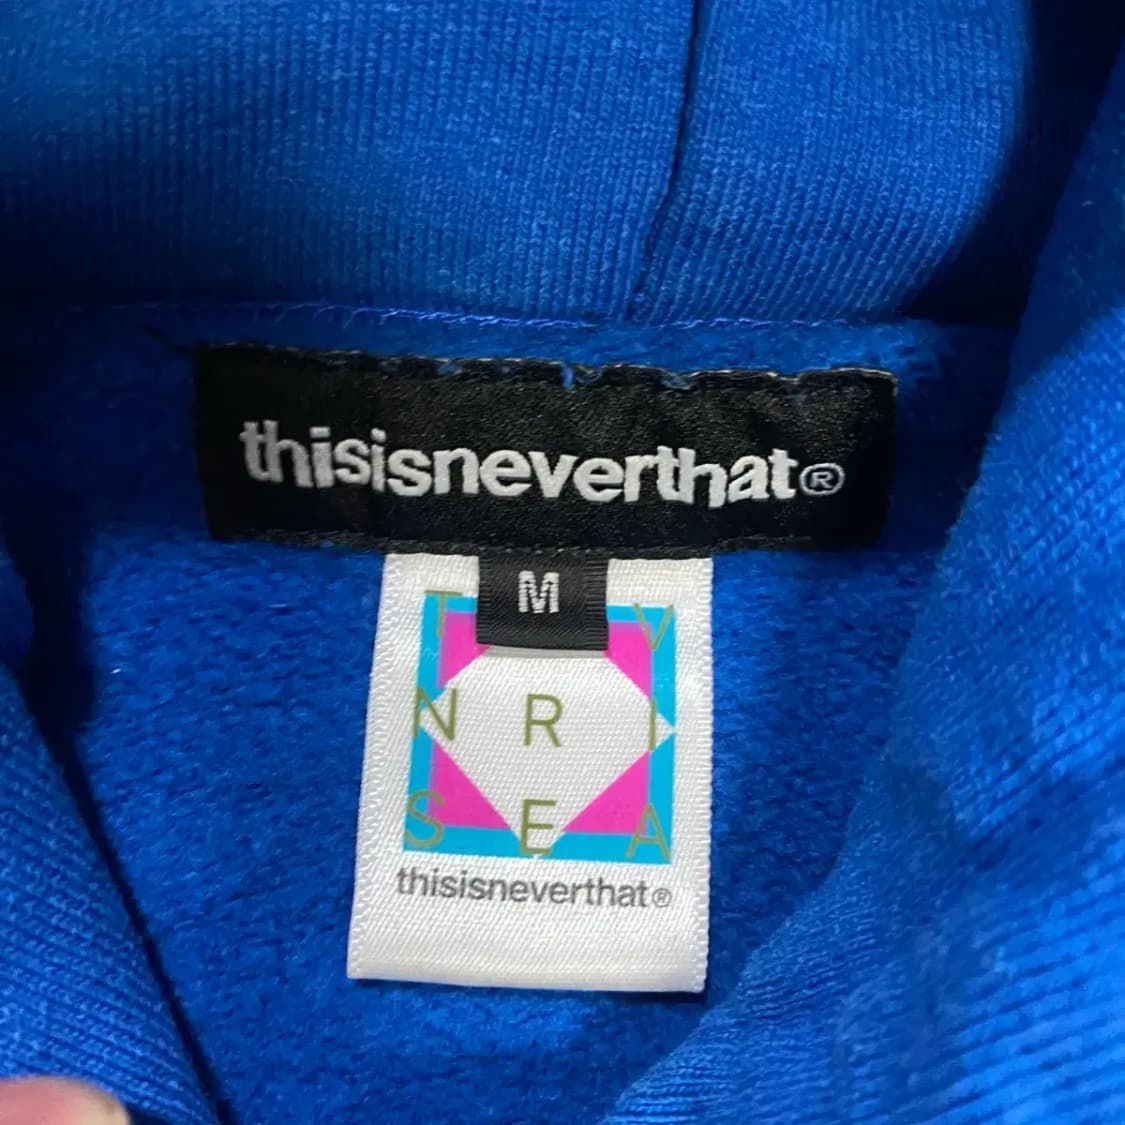 thisisneverthat®
M
T V
N R I
S E A
thisisneverthat®